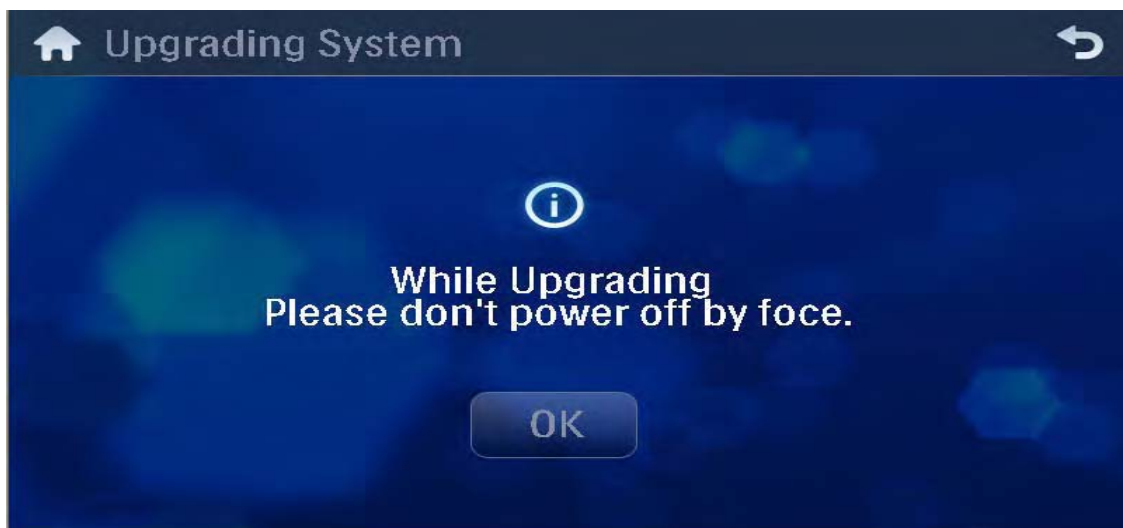 Upgrading System
While Upgrading
Please don't power off by foce.
OK